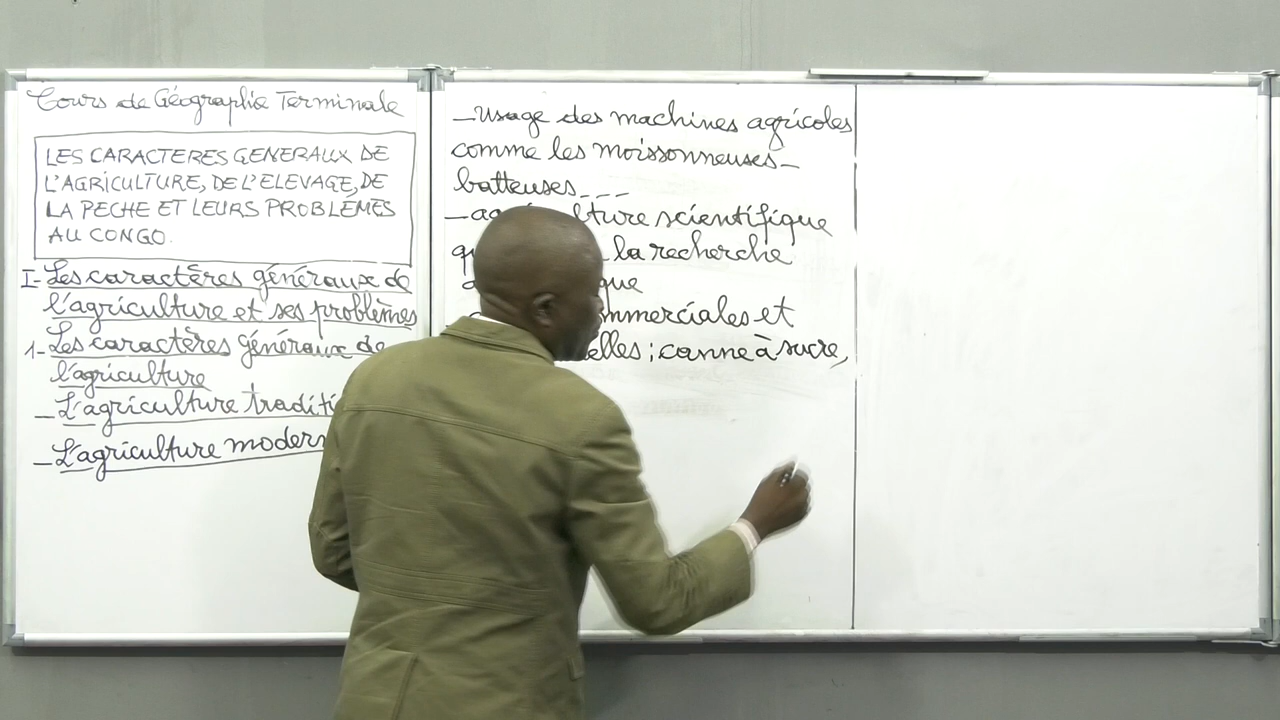 Cours de Géographie Terminale
LES CARACTERES GENERAUX DE
L'AGRICULTURE, DE L'ELEVAGE, DE
LA PECHE ET LEURS PROBLÈMES
AU CONGO.
I- Les caractères généraux de
l'agriculture et ses problèmes
1- Les caractères généraux de
l'agriculture
- L'agriculture
- L'agriculture
- Usage des machines agricoles
comme les moissonneuses-
batteuses---
- scientifique
la recherche
et
; canne à sucre,